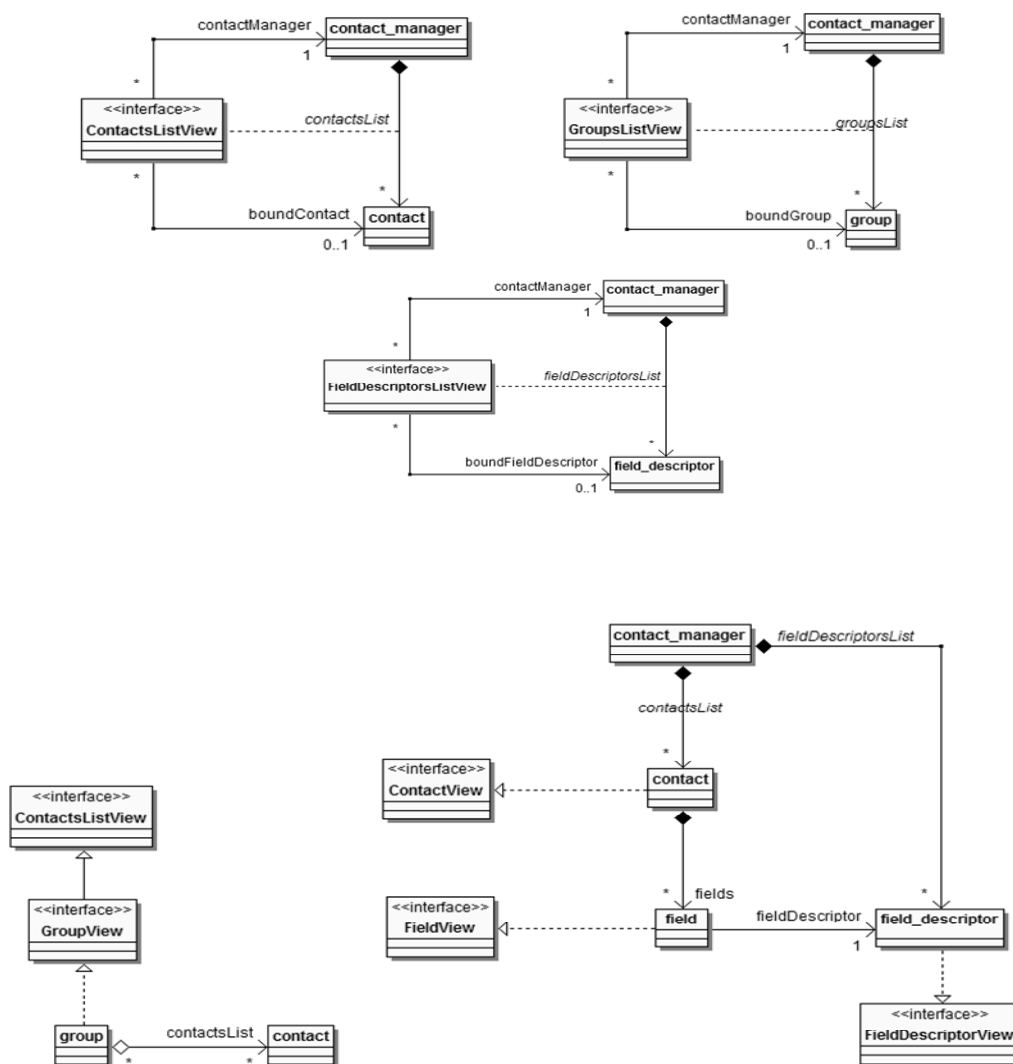 contactManager
contact_manager
1
*
<<interface>>
ContactsListView
contactsList
*
*
boundContact
contact
0..1
contactManager
contact_manager
1
*
<<interface>>
GroupsListView
groupsList
*
*
boundGroup
group
0..1
contactManager
contact_manager
1
*
<<interface>>
FieldDescriptorsListView
fieldDescriptorsList
*
*
boundFieldDescriptor
field_descriptor
0..1
contact_manager
fieldDescriptorsList
contactsList
*
<<interface>>
ContactView
contact
<<interface>>
ContactsListView
* fields
*
<<interface>>
FieldView
field
fieldDescriptor
1
field_descriptor
<<interface>>
GroupView
<<interface>>
FieldDescriptorView
group
contactsList
contact
*
*